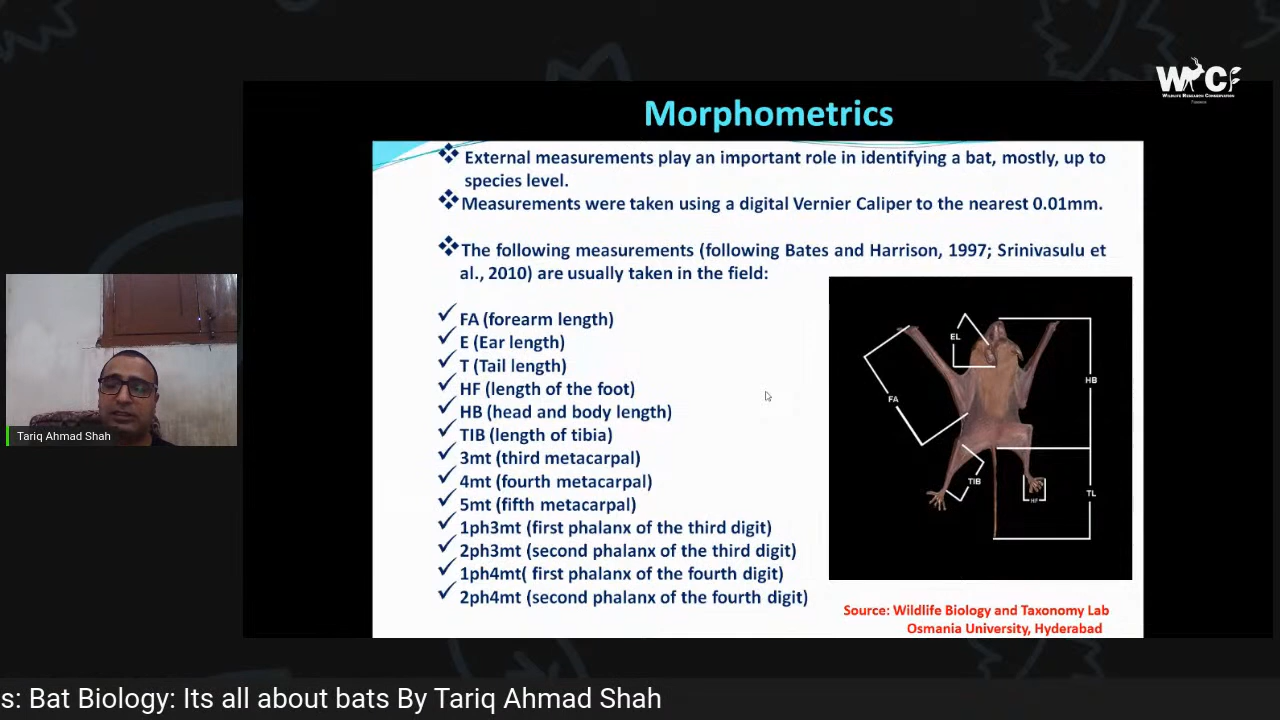 WRCF
WILDLIFE RESEARCH CONSERVATION
Morphometrics
External measurements play an important role in identifying a bat, mostly, up to
species level.
Measurements were taken using a digital Vernier Caliper to the nearest 0.01mm.
The following measurements (following Bates and Harrison, 1997; Srinivasulu et
al., 2010) are usually taken in the field:
FA (forearm length)
E (Ear length)
T (Tail length)
HF (length of the foot)
HB (head and body length)
TIB (length of tibia)
3mt (third metacarpal)
4mt (fourth metacarpal)
5mt (fifth metacarpal)
1ph3mt (first phalanx of the third digit)
2ph3mt (second phalanx of the third digit)
1ph4mt( first phalanx of the fourth digit)
2ph4mt (second phalanx of the fourth digit)
EL
HB
FA
TIB
HF
TL
Source: Wildlife Biology and Taxonomy Lab
Osmania University, Hyderabad
Tariq Ahmad Shah
s: Bat Biology: Its all about bats By Tariq Ahmad Shah